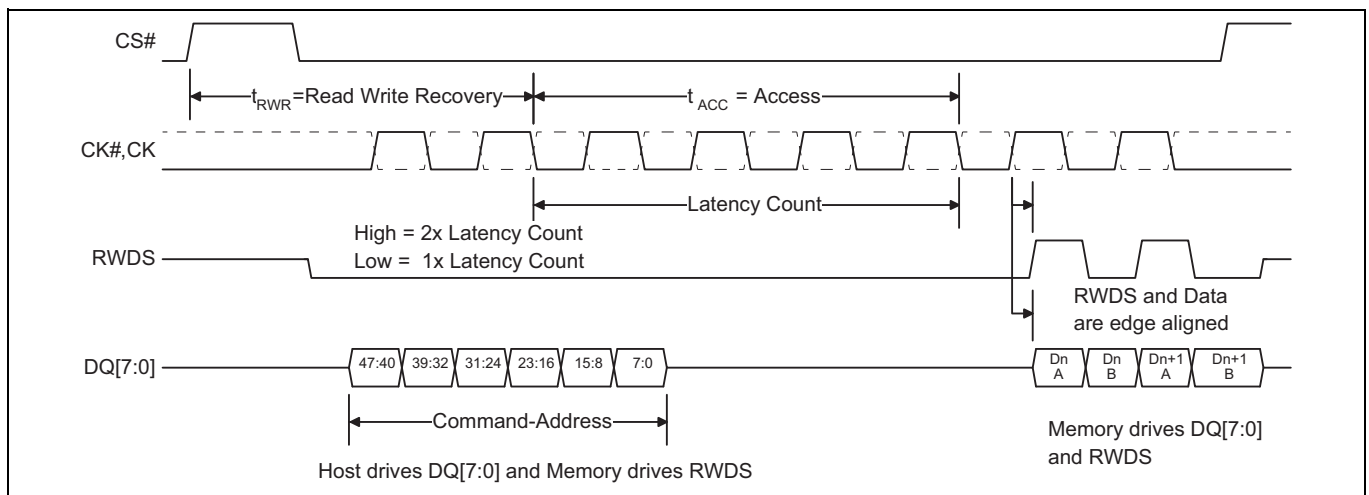 CS#
tRWR=Read Write Recovery
tACC = Access
CK#,CK
Latency Count
High = 2x Latency Count
Low = 1x Latency Count
RWDS
RWDS and Data
are edge aligned
DQ[7:0]
47:40 39:32 31:24 23:16 15:8 7:0
Dn A
Dn B
Dn+1 A
Dn+1 B
Command-Address
Memory drives DQ[7:0]
and RWDS
Host drives DQ[7:0] and Memory drives RWDS